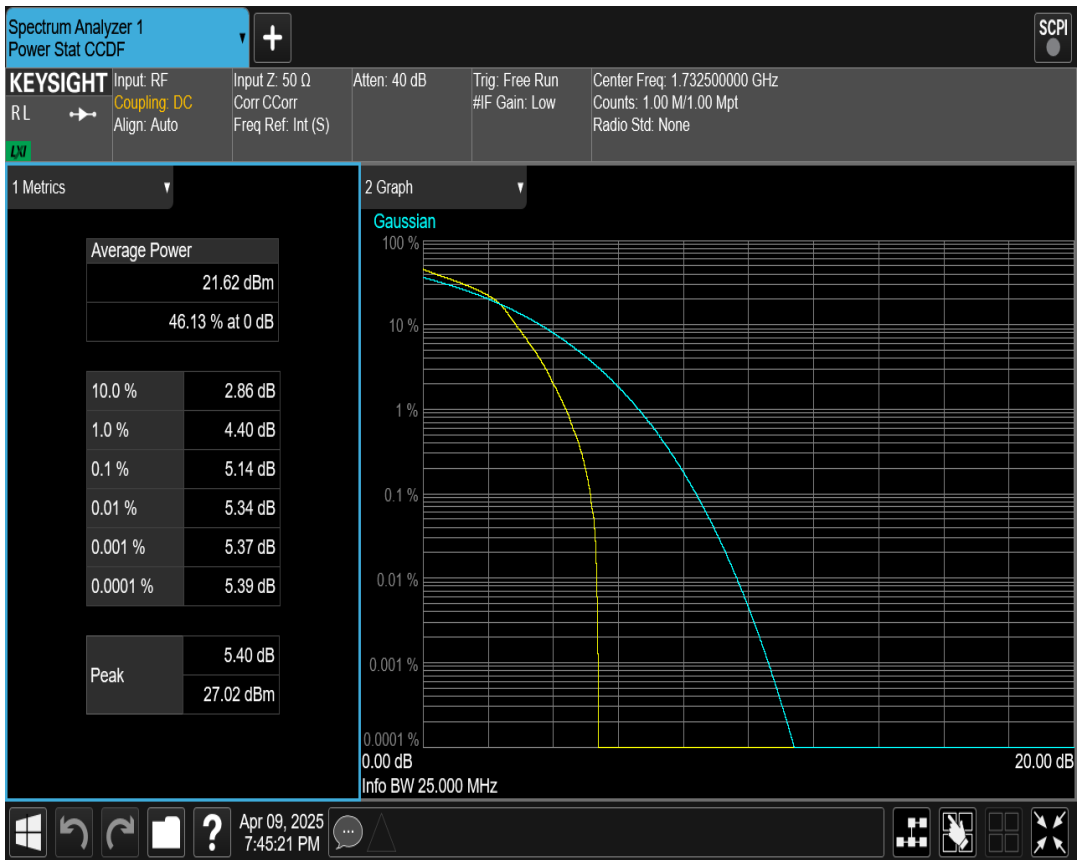 Spectrum Analyzer 1
Power Stat CCDF
SCPI
KEYSIGHT
RL
LXI
Input: RF
Coupling: DC
Align: Auto
Input Z: 50 Ω
Corr CCorr
Freq Ref: Int (S)
Atten: 40 dB
Trig: Free Run
#IF Gain: Low
Center Freq: 1.732500000 GHz
Counts: 1.00 M/1.00 Mpt
Radio Std: None
1 Metrics
Average Power
21.62 dBm
46.13 % at 0 dB
10.0 % 2.86 dB
1.0 % 4.40 dB
0.1 % 5.14 dB
0.01 % 5.34 dB
0.001 % 5.37 dB
0.0001 % 5.39 dB
Peak
5.40 dB
27.02 dBm
2 Graph
Gaussian
100 %
10 %
1 %
0.1 %
0.01 %
0.001 %
0.0001 %
0.00 dB 20.00 dB
Info BW 25.000 MHz
?
Apr 09, 2025
7:45:21 PM